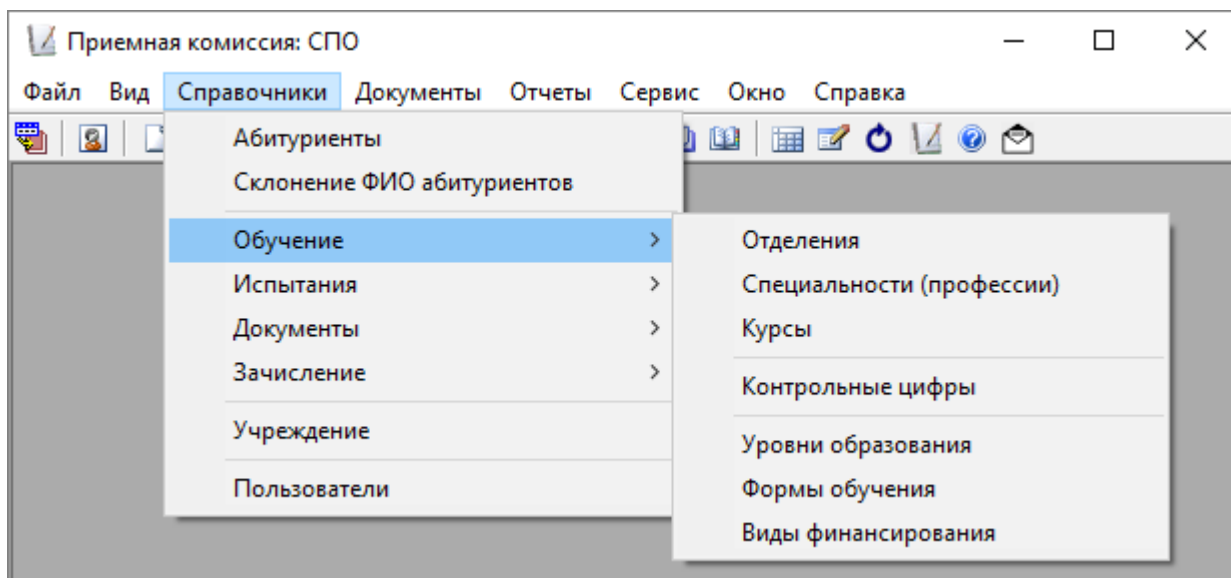 Приемная комиссия: СПО
Файл Вид Справочники Документы Отчеты Сервис Окно Справка
Абитуриенты
Склонение ФИО абитуриентов
Обучение
Испытания
Документы
Зачисление
Учреждение
Пользователи
Отделения
Специальности (профессии)
Курсы
Контрольные цифры
Уровни образования
Формы обучения
Виды финансирования